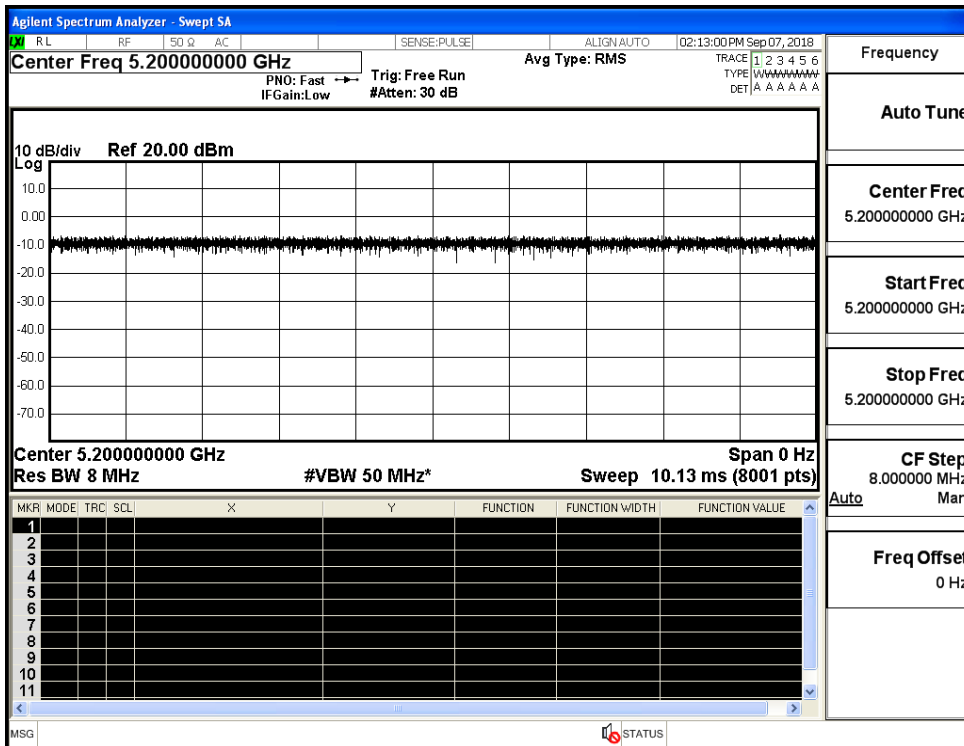 Agilent Spectrum Analyzer - Swept SA
LXI RL RF 50 Ω AC SENSE:PULSE ALIGN AUTO 02:13:00 PM Sep 07, 2018
Center Freq 5.200000000 GHz
Avg Type: RMS
PNO: Fast
IFGain:Low
Trig: Free Run
#Atten: 30 dB
TRACE 1 2 3 4 5 6
TYPE WWWWWW
DET A A A A A A
10 dB/div Ref 20.00 dBm
Log
10.0
0.00
-10.0
-20.0
-30.0
-40.0
-50.0
-60.0
-70.0
Center 5.200000000 GHz Span 0 Hz
Res BW 8 MHz #VBW 50 MHz* Sweep 10.13 ms (8001 pts)
MKR MODE TRC SCL X Y FUNCTION FUNCTION WIDTH FUNCTION VALUE
1
2
3
4
5
6
7
8
9
10
11
MSG STATUS
Frequency
Auto Tune
Center Freq
5.200000000 GHz
Start Freq
5.200000000 GHz
Stop Freq
5.200000000 GHz
CF Step
8.000000 MHz
Auto Man
Freq Offset
0 Hz